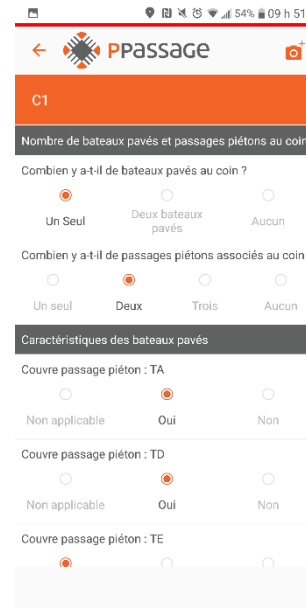 54% 09 h 51
PPassage
C1
Nombre de bateaux pavés et passages piétons au coin
Combien y a-t-il de bateaux pavés au coin ?
Un Seul Deux bateaux pavés Aucun
Combien y a-t-il de passages piétons associés au coin
Un seul Deux Trois Aucun
Caractéristiques des bateaux pavés
Couvre passage piéton : TA
Non applicable Oui Non
Couvre passage piéton : TD
Non applicable Oui Non
Couvre passage piéton : TE